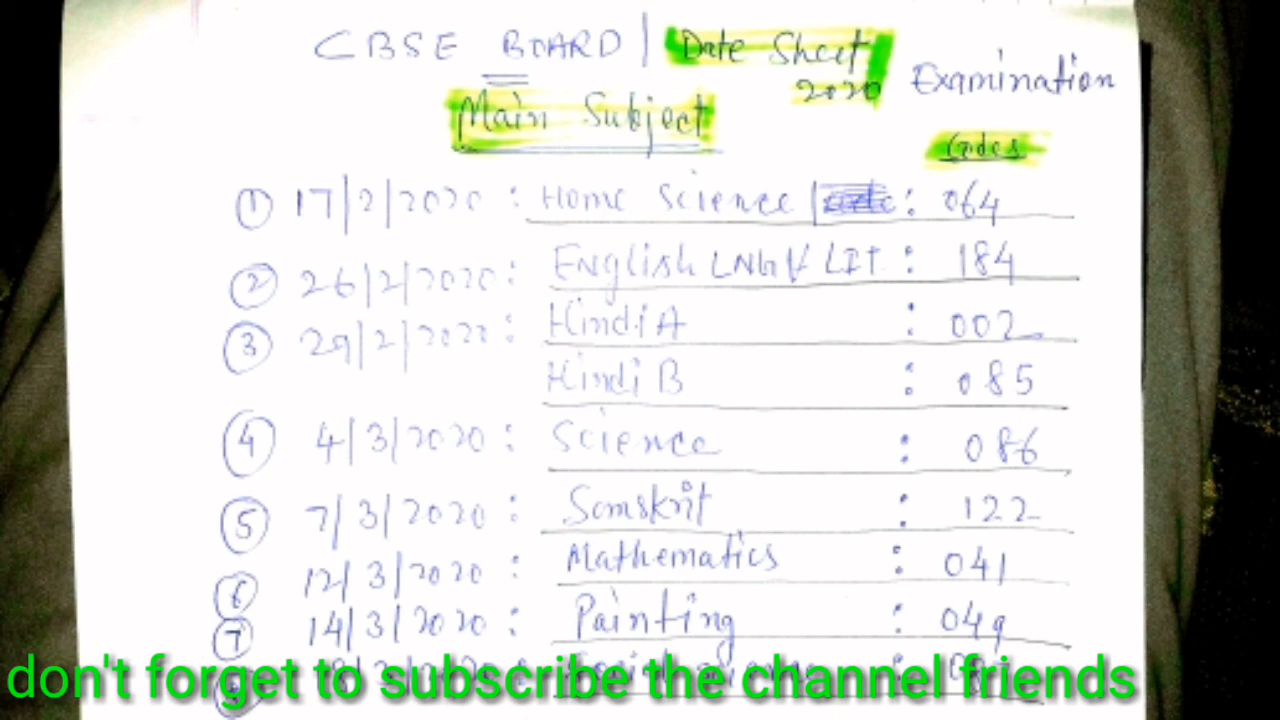 CBSE BOARD | Date Sheet 2020 Examination
Main Subject
Codes
① 17/2/2020 : Home Science | : 064
② 26/2/2020 : English LNG & LIT. : 184
③ 29/2/2020 : Hindi A : 002
Hindi B : 085
④ 4/3/2020 : Science : 086
⑤ 7/3/2020 : Samskrit : 122
⑥ 12/3/2020 : Mathematics : 041
⑦ 14/3/2020 : Painting : 049
don't forget to subscribe the channel friends